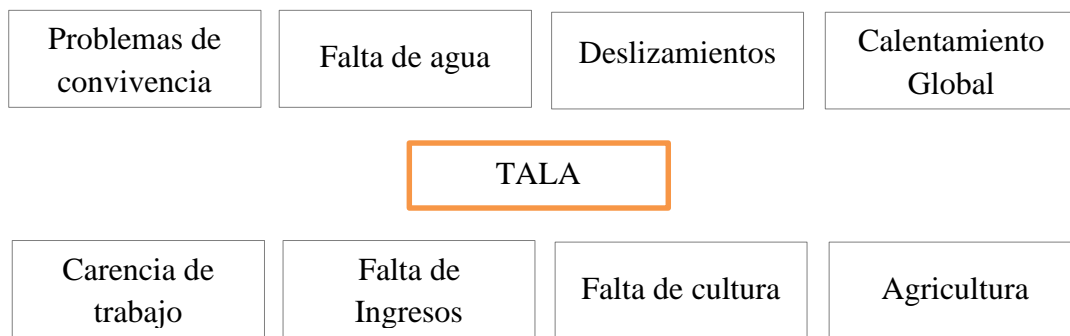 Problemas de
convivencia
Falta de agua
Deslizamientos
Calentamiento
Global
TALA
Carencia de
trabajo
Falta de
Ingresos
Falta de cultura
Agricultura